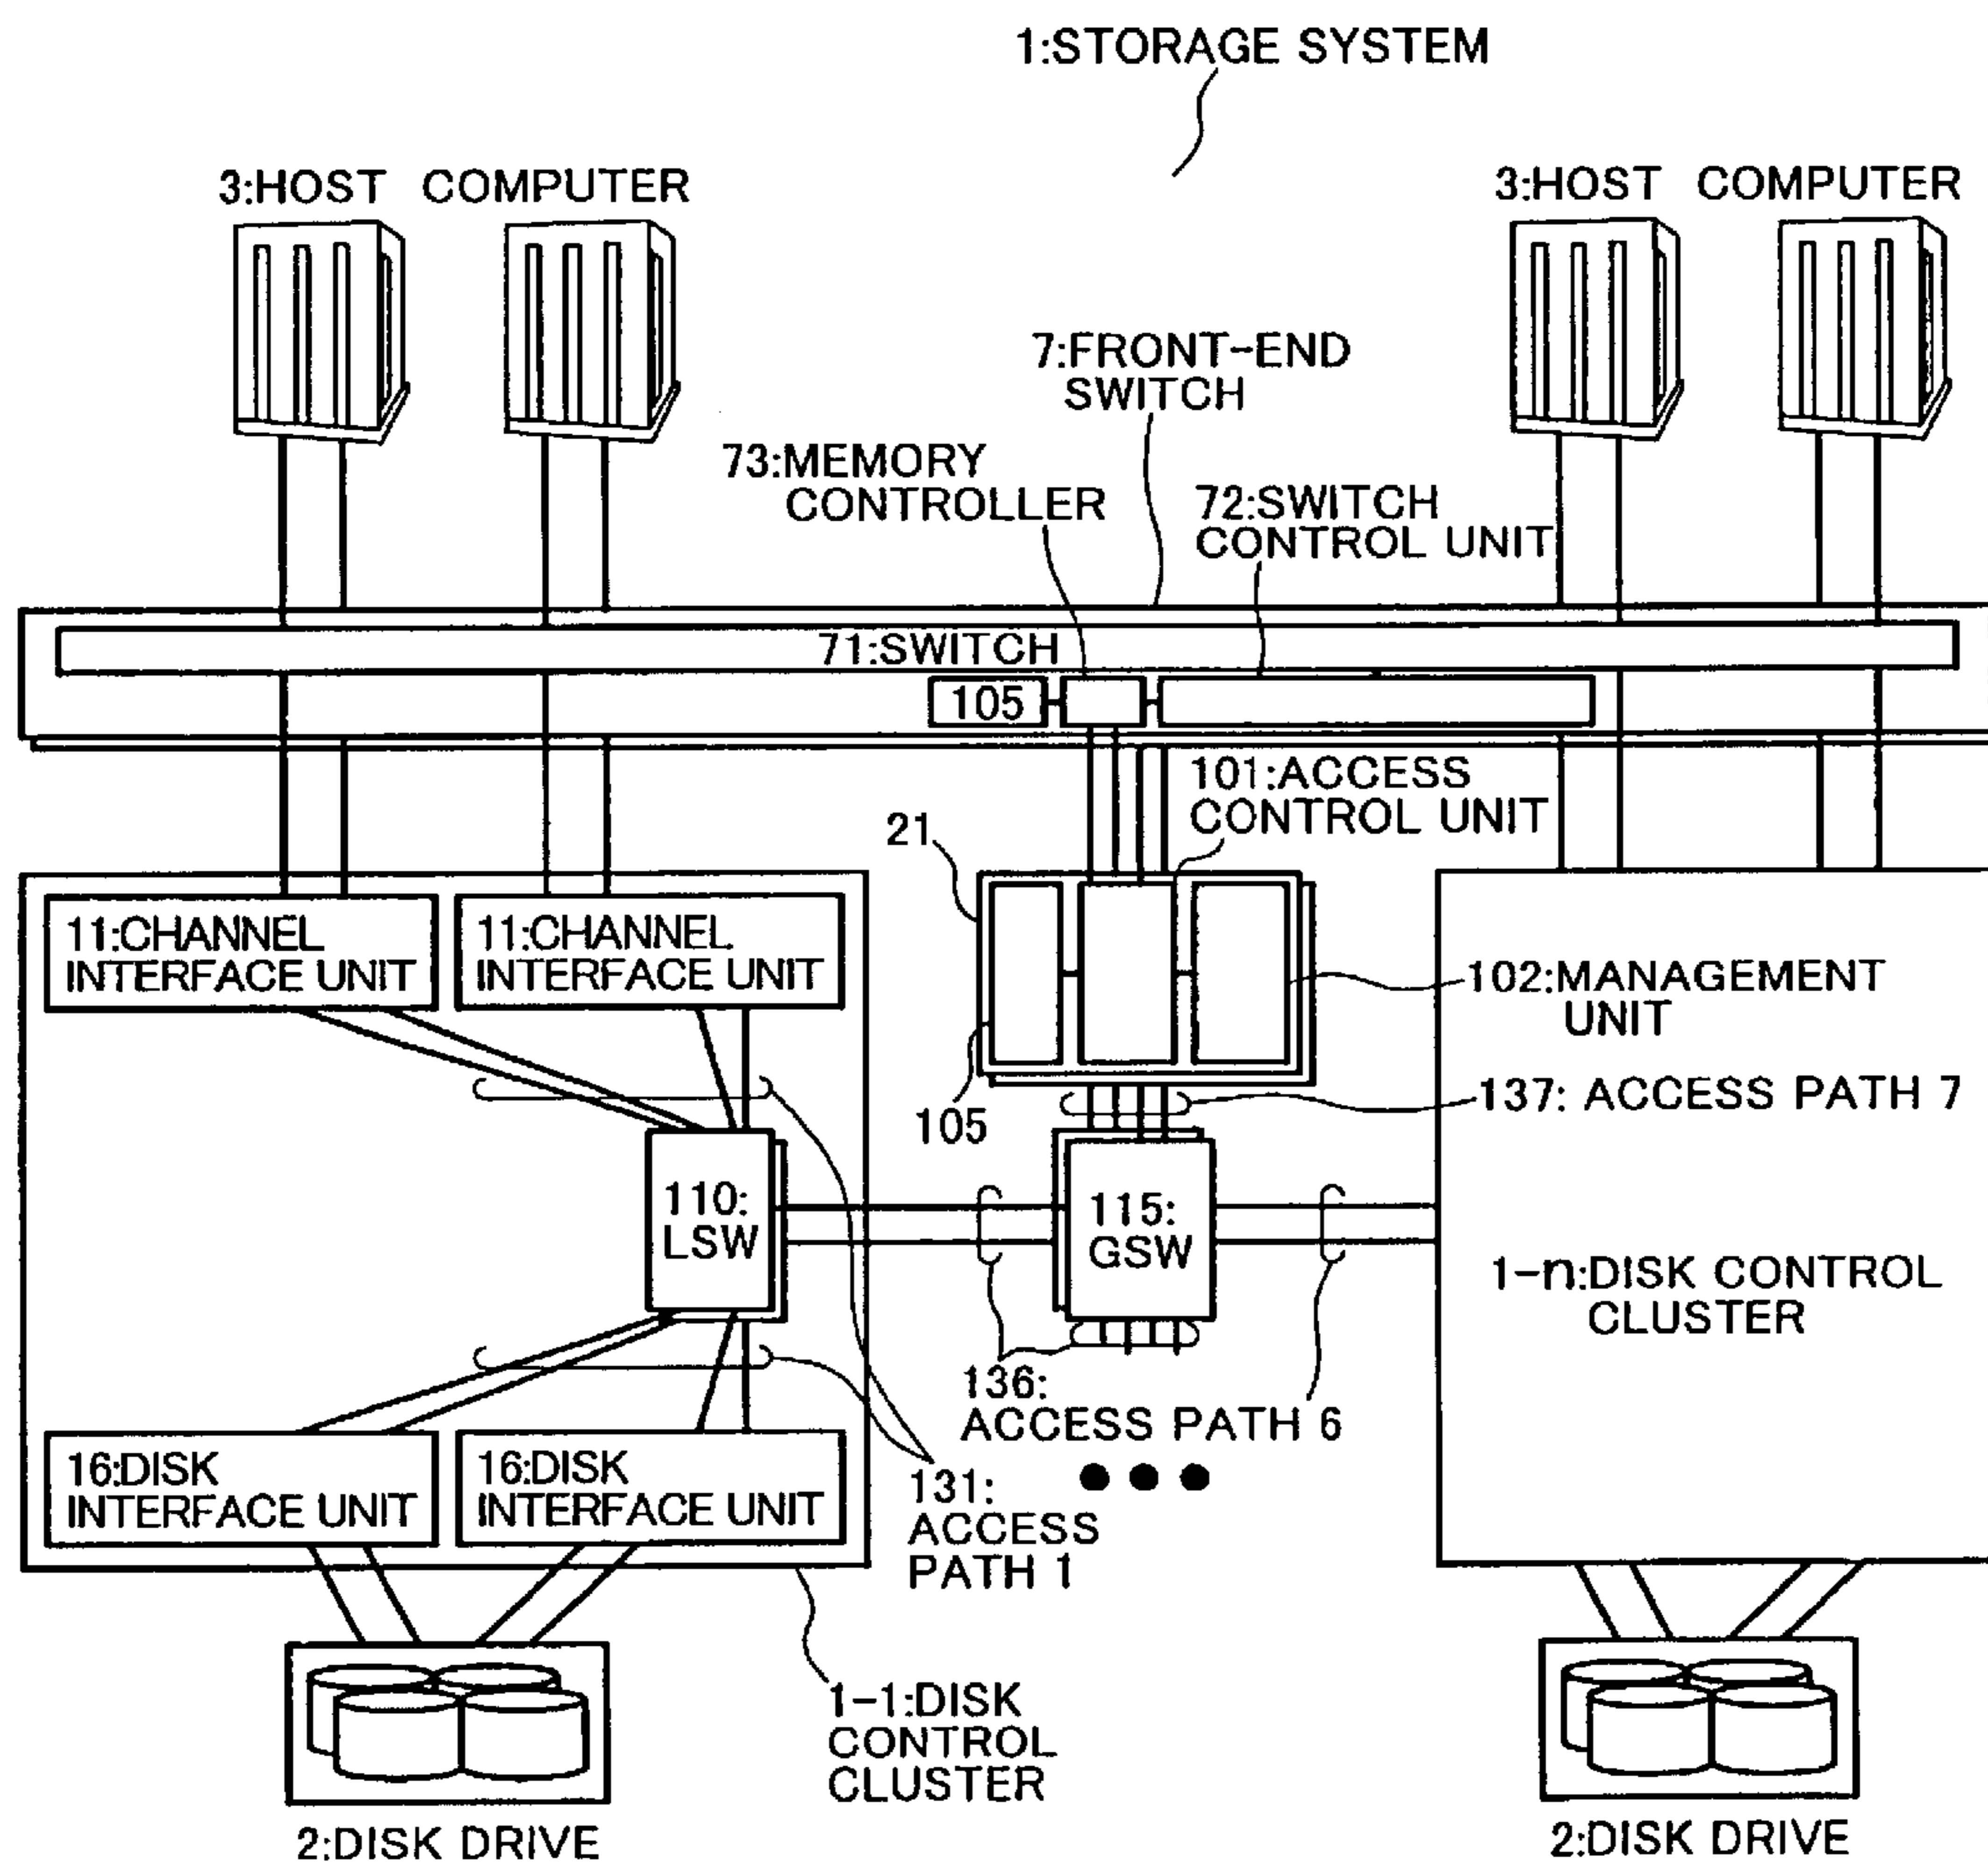 1:STORAGE SYSTEM
3:HOST COMPUTER
3:HOST COMPUTER
7:FRONT-END
SWITCH
73:MEMORY
CONTROLLER
72:SWITCH
CONTROL UNIT
71:SWITCH
105
101:ACCESS
CONTROL UNIT
21
11:CHANNEL
INTERFACE UNIT
11:CHANNEL
INTERFACE UNIT
102:MANAGEMENT
UNIT
105
137: ACCESS PATH 7
110:
LSW
115:
GSW
1-n:DISK CONTROL
CLUSTER
136:
ACCESS PATH 6
16:DISK
INTERFACE UNIT
16:DISK
INTERFACE UNIT
131:
ACCESS
PATH 1
1-1:DISK
CONTROL
CLUSTER
2:DISK DRIVE
2:DISK DRIVE